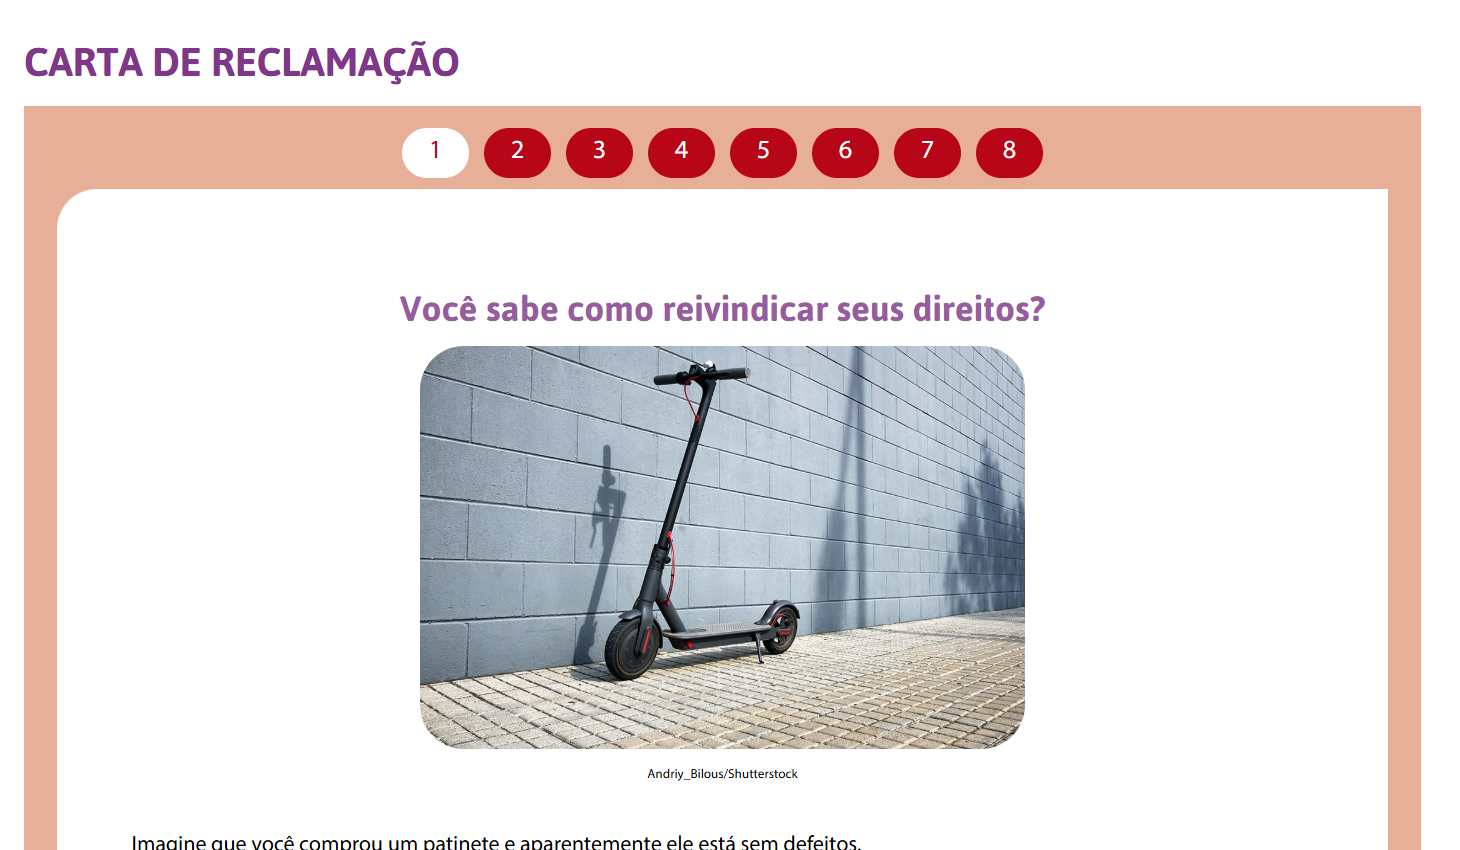 CARTA DE RECLAMAÇÃO
1 2 3 4 5 6 7 8
Você sabe como reivindicar seus direitos?
Andriy_Bilous/Shutterstock
Imagine que você comprou um patinete e aparentemente ele está sem defeitos.